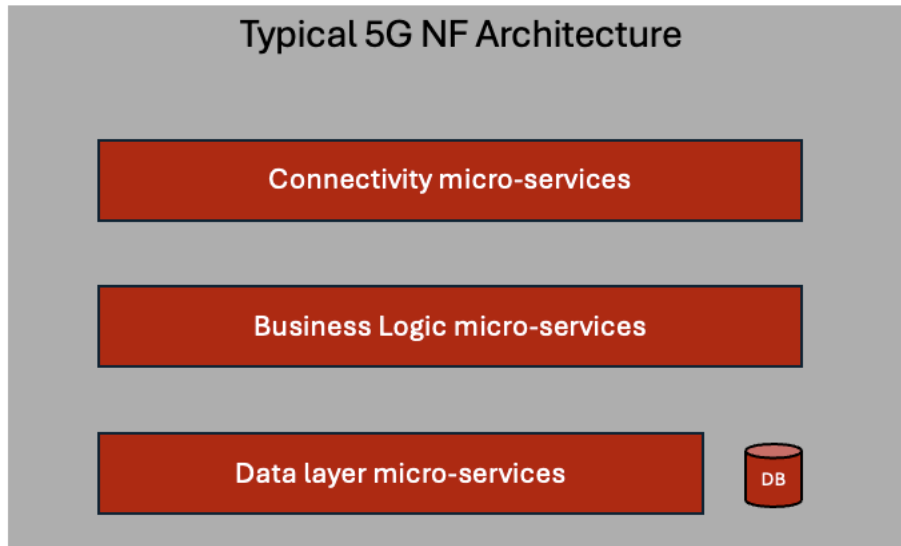 Typical 5G NF Architecture
Connectivity micro-services
Business Logic micro-services
Data layer micro-services
DB